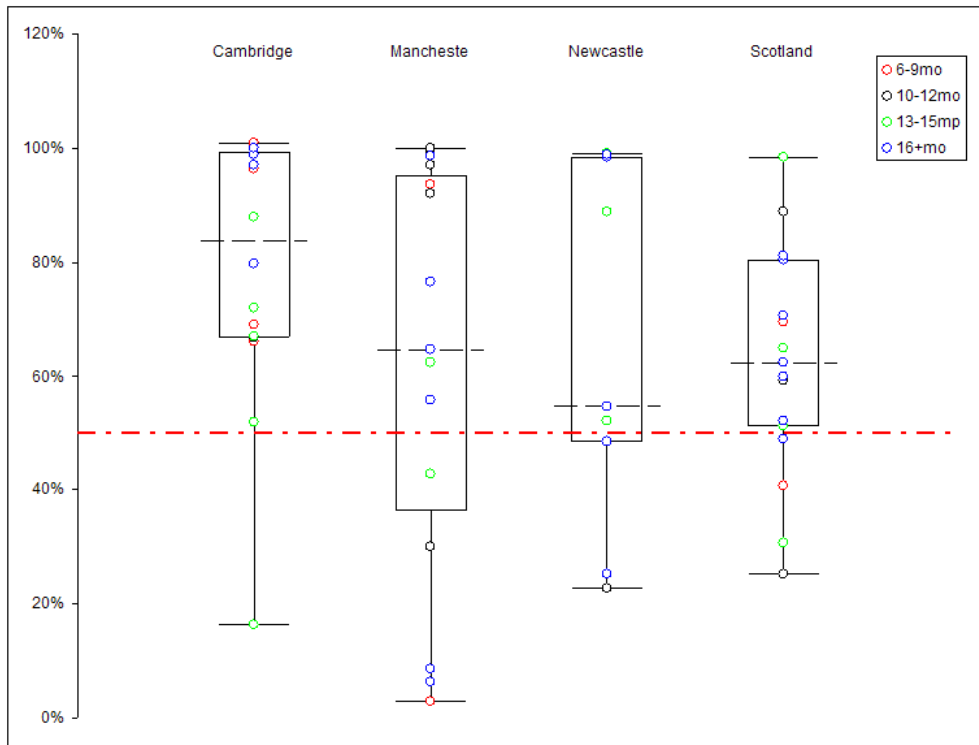 120%
Cambridge
Mancheste
Newcastle
Scotland
6-9mo
10-12mo
13-15mp
16+mo
100%
80%
60%
40%
20%
0%